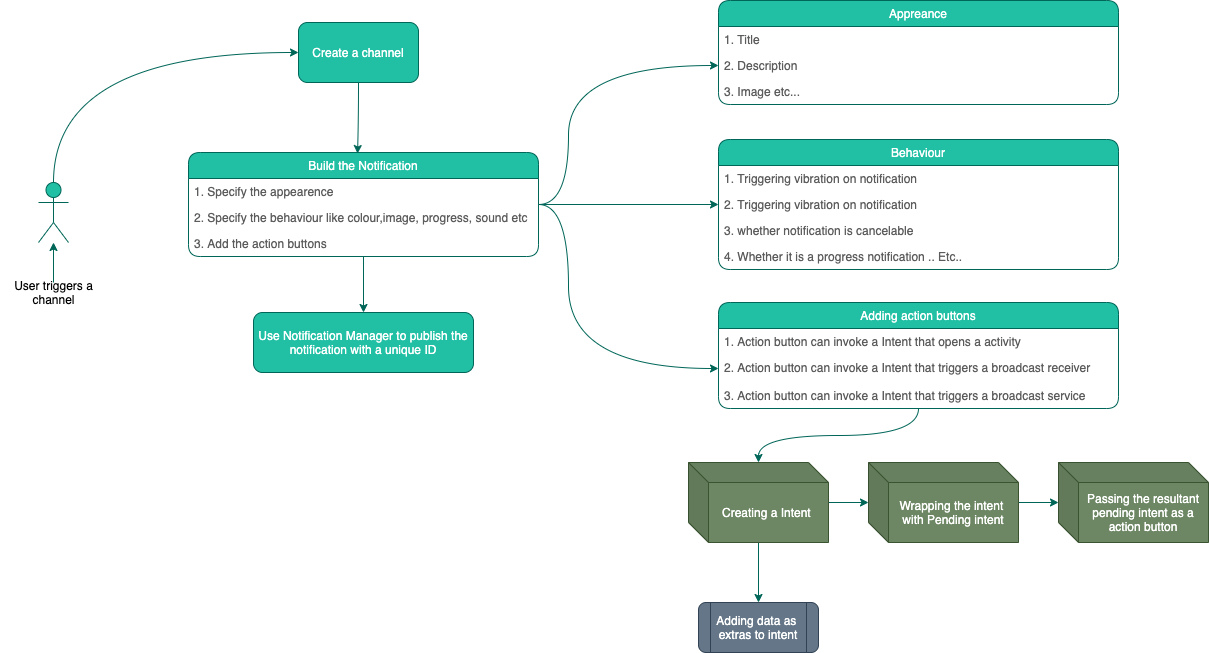 Create a channel
Build the Notification
1. Specify the appearence
2. Specify the behaviour like colour,image, progress, sound etc
3. Add the action buttons
User triggers a
channel
Use Notification Manager to publish the
notification with a unique ID
Appreance
1. Title
2. Description
3. Image etc...
Behaviour
1. Triggering vibration on notification
2. Triggering vibration on notification
3. whether notification is cancelable
4. Whether it is a progress notification .. Etc..
Adding action buttons
1. Action button can invoke a Intent that opens a activity
2. Action button can invoke a Intent that triggers a broadcast receiver
3. Action button can invoke a Intent that triggers a broadcast service
Creating a Intent
Wrapping the intent
with Pending intent
Passing the resultant
pending intent as a
action button
Adding data as
extras to intent